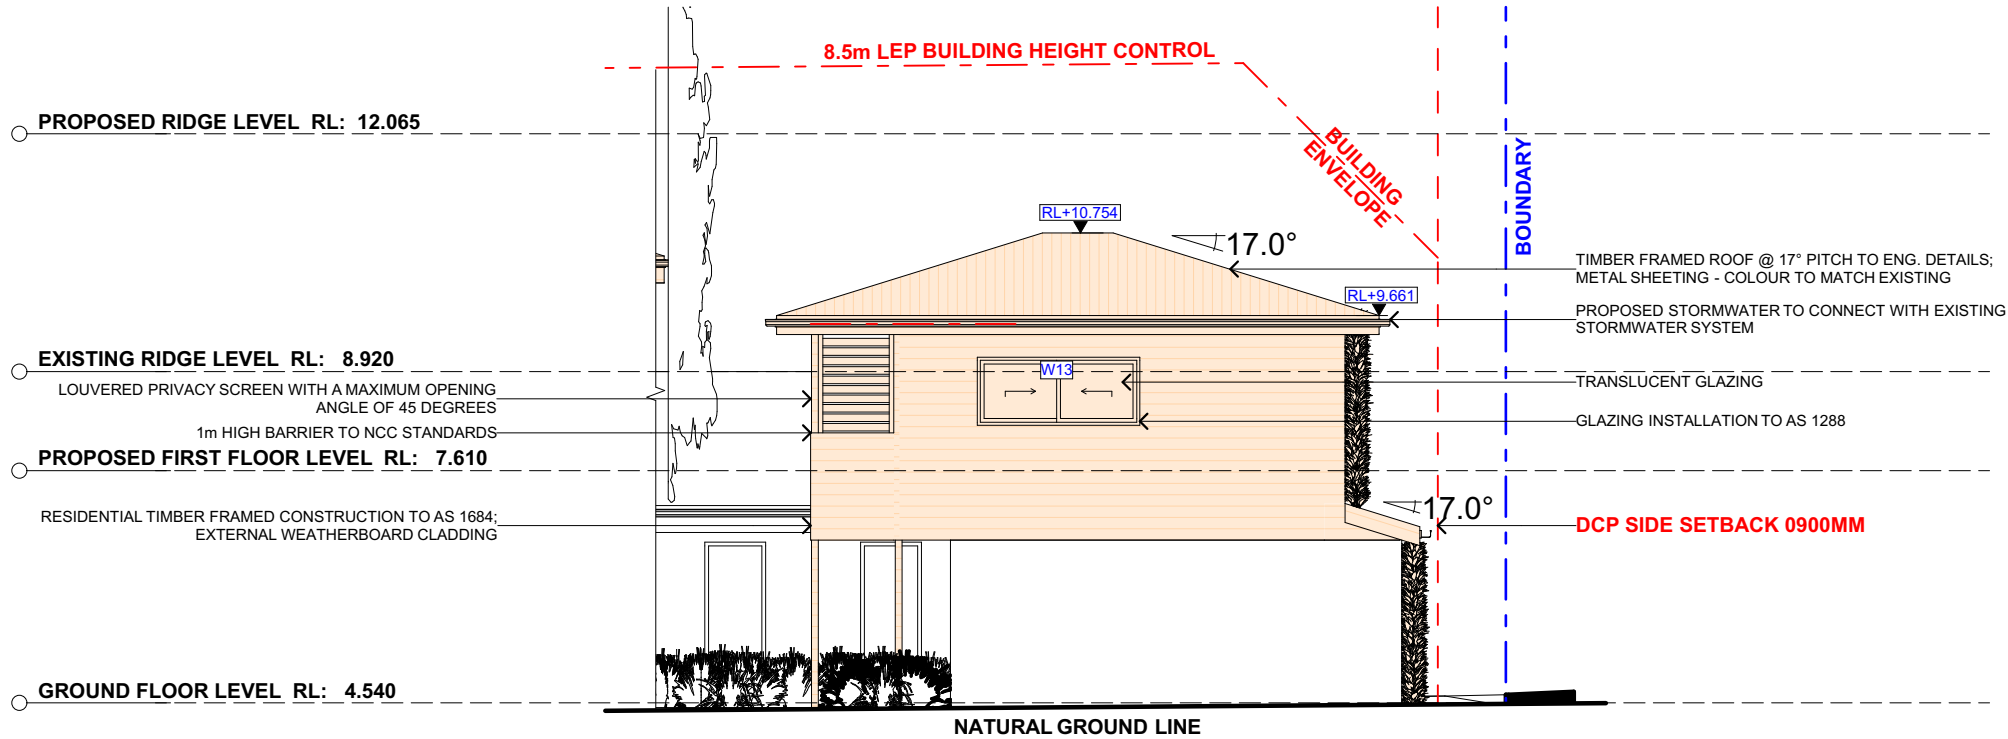 8.5m LEP BUILDING HEIGHT CONTROL
PROPOSED RIDGE LEVEL RL: 12.065
BUILDING
ENVELOPE
BOUNDARY
RL+10.754
17.0°
TIMBER FRAMED ROOF @ 17° PITCH TO ENG. DETAILS;
METAL SHEETING - COLOUR TO MATCH EXISTING
RL+9.661
PROPOSED STORMWATER TO CONNECT WITH EXISTING
STORMWATER SYSTEM
EXISTING RIDGE LEVEL RL: 8.920
W13
TRANSLUCENT GLAZING
LOUVERED PRIVACY SCREEN WITH A MAXIMUM OPENING
ANGLE OF 45 DEGREES
GLAZING INSTALLATION TO AS 1288
1m HIGH BARRIER TO NCC STANDARDS
PROPOSED FIRST FLOOR LEVEL RL: 7.610
17.0°
RESIDENTIAL TIMBER FRAMED CONSTRUCTION TO AS 1684;
EXTERNAL WEATHERBOARD CLADDING
DCP SIDE SETBACK 0900MM
GROUND FLOOR LEVEL RL: 4.540
NATURAL GROUND LINE